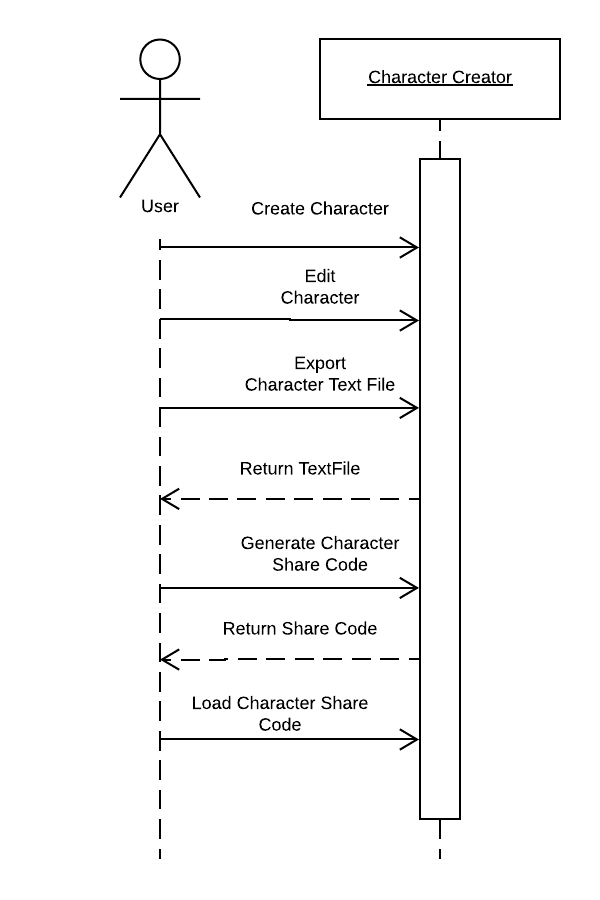 Character Creator
User
Create Character
Edit
Character
Export
Character Text File
Return TextFile
Generate Character
Share Code
Return Share Code
Load Character Share
Code